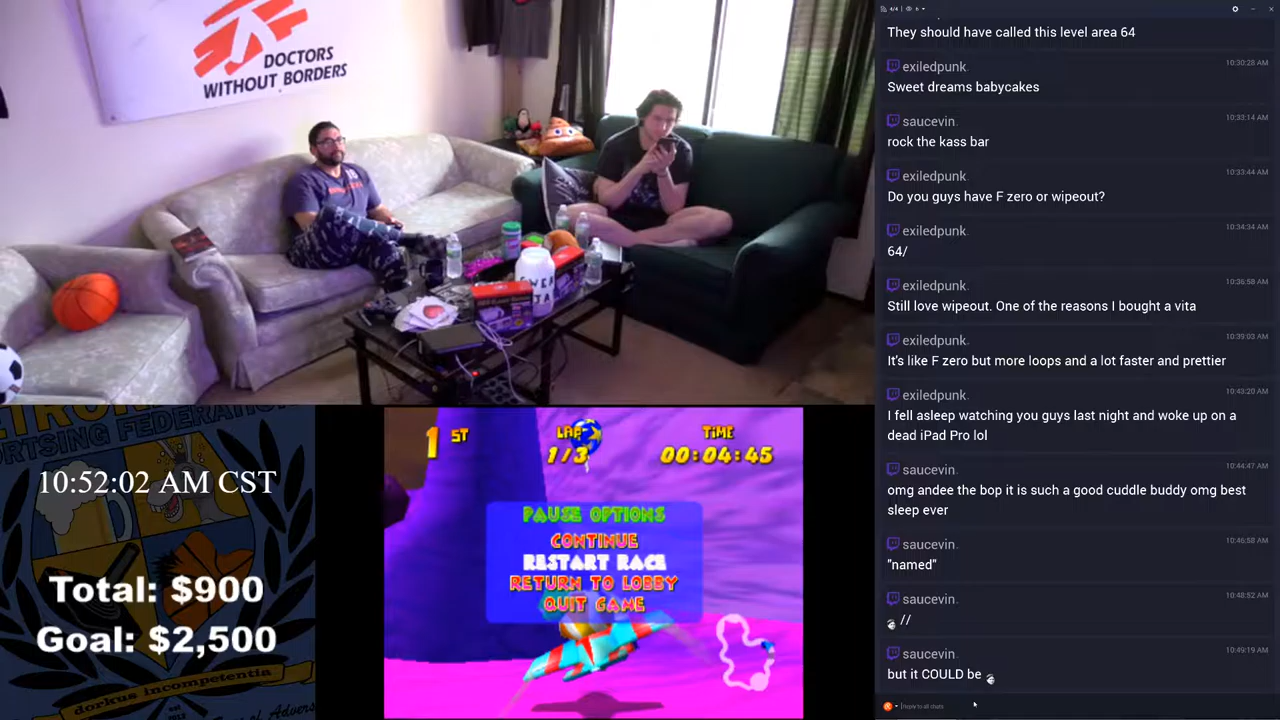 DOCTORS
WITHOUT BORDERS
10:52:02 AM CST
Total: $900
Goal: $2,500
dorkus incompetentia
1 ST
LAP
1/3
TIME
00:04:45
PAUSE OPTIONS
CONTINUE
RESTART RACE
RETURN TO LOBBY
QUIT GAME
4/4
They should have called this level area 64
exiledpunk. 10:30:28 AM
Sweet dreams babycakes
saucevin. 10:33:14 AM
rock the kass bar
exiledpunk. 10:33:44 AM
Do you guys have F zero or wipeout?
exiledpunk. 10:34:34 AM
64/
exiledpunk. 10:36:58 AM
Still love wipeout. One of the reasons I bought a vita
exiledpunk. 10:39:03 AM
It's like F zero but more loops and a lot faster and prettier
exiledpunk. 10:43:20 AM
I fell asleep watching you guys last night and woke up on a
dead iPad Pro lol
saucevin. 10:44:47 AM
omg andee the bop it is such a good cuddle buddy omg best
sleep ever
saucevin. 10:46:58 AM
"named"
saucevin. 10:48:52 AM
//
saucevin. 10:49:19 AM
but it COULD be
Reply to all chats